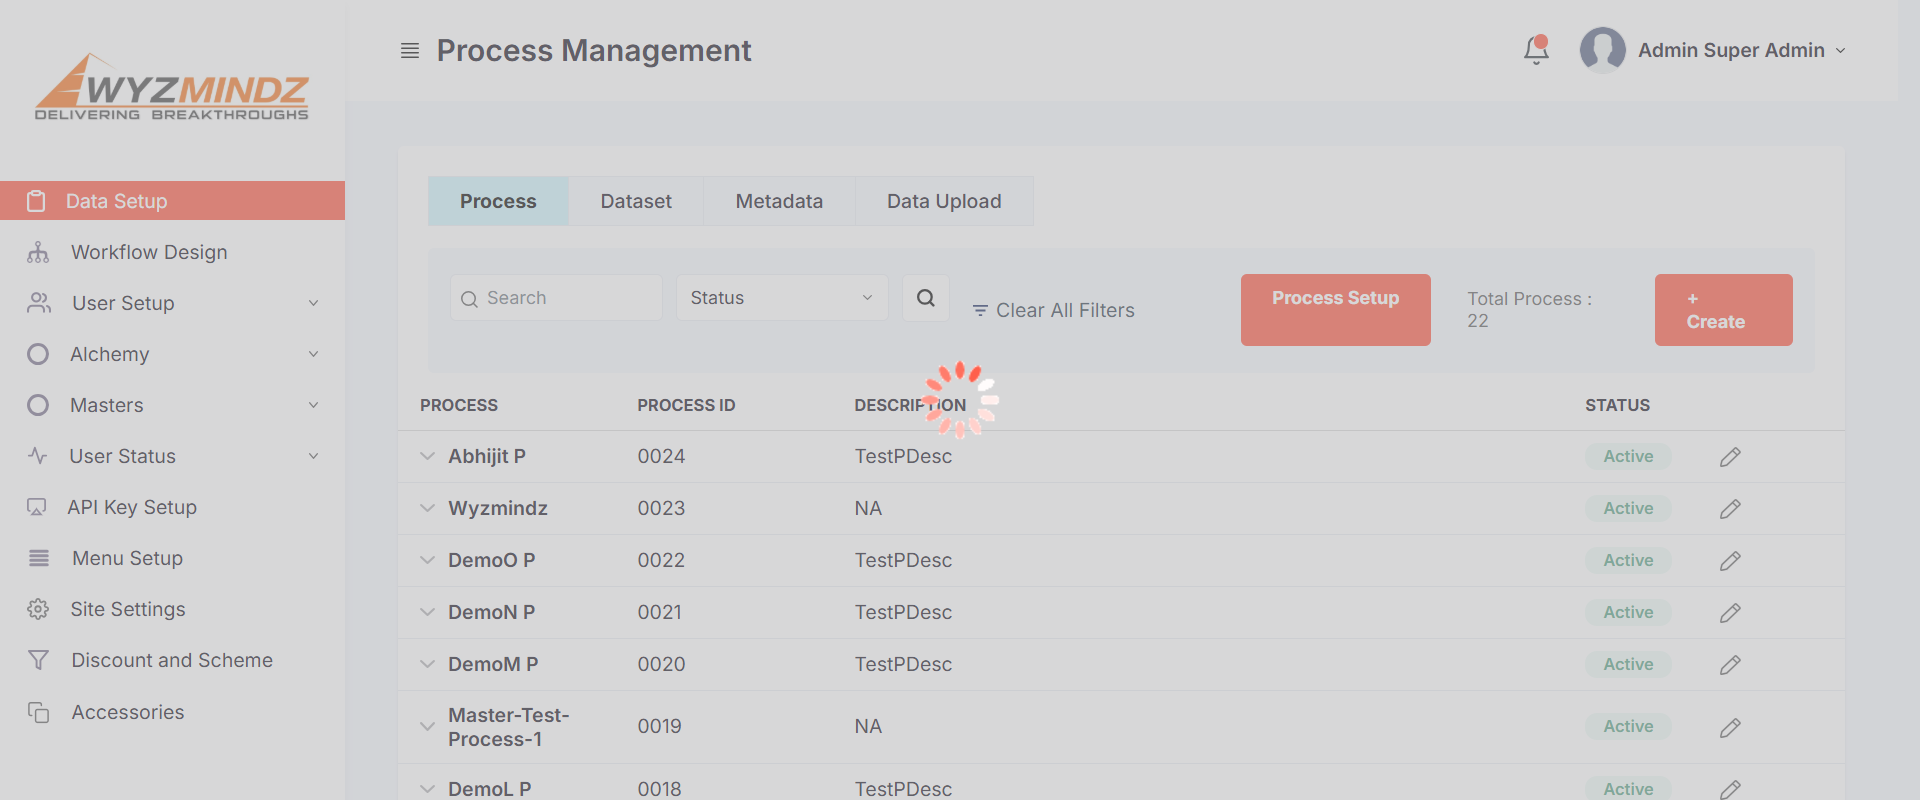 WYZMINDZ
DELIVERING BREAKTHROUGHS
Data Setup
Workflow Design
User Setup
Alchemy
Masters
User Status
API Key Setup
Menu Setup
Site Settings
Discount and Scheme
Accessories
Process Management
Admin Super Admin
Process Dataset Metadata Data Upload
Search Status Clear All Filters Process Setup Total Process : 22 + Create
PROCESS PROCESS ID DESCRIPTION STATUS
Abhijit P 0024 TestPDesc Active
Wyzmindz 0023 NA Active
DemoO P 0022 TestPDesc Active
DemoN P 0021 TestPDesc Active
DemoM P 0020 TestPDesc Active
Master-Test-
Process-1 0019 NA Active
DemoL P 0018 TestPDesc Active